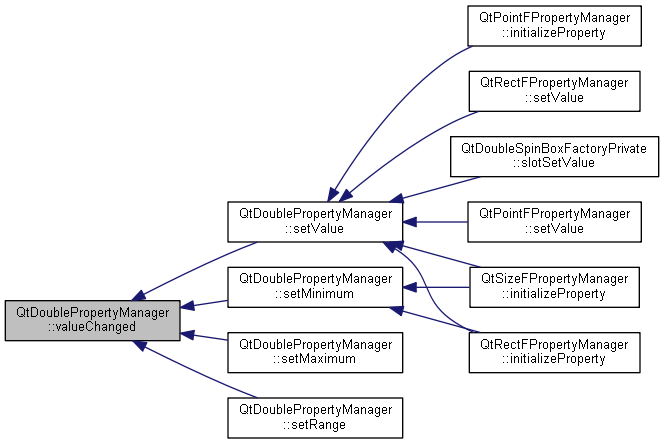 QtPointFPropertyManager
::initializeProperty
QtRectFPropertyManager
::setValue
QtDoubleSpinBoxFactoryPrivate
::slotSetValue
QtDoublePropertyManager
::setValue
QtPointFPropertyManager
::setValue
QtDoublePropertyManager
::setMinimum
QtSizeFPropertyManager
::initializeProperty
QtDoublePropertyManager
::valueChanged
QtDoublePropertyManager
::setMaximum
QtRectFPropertyManager
::initializeProperty
QtDoublePropertyManager
::setRange